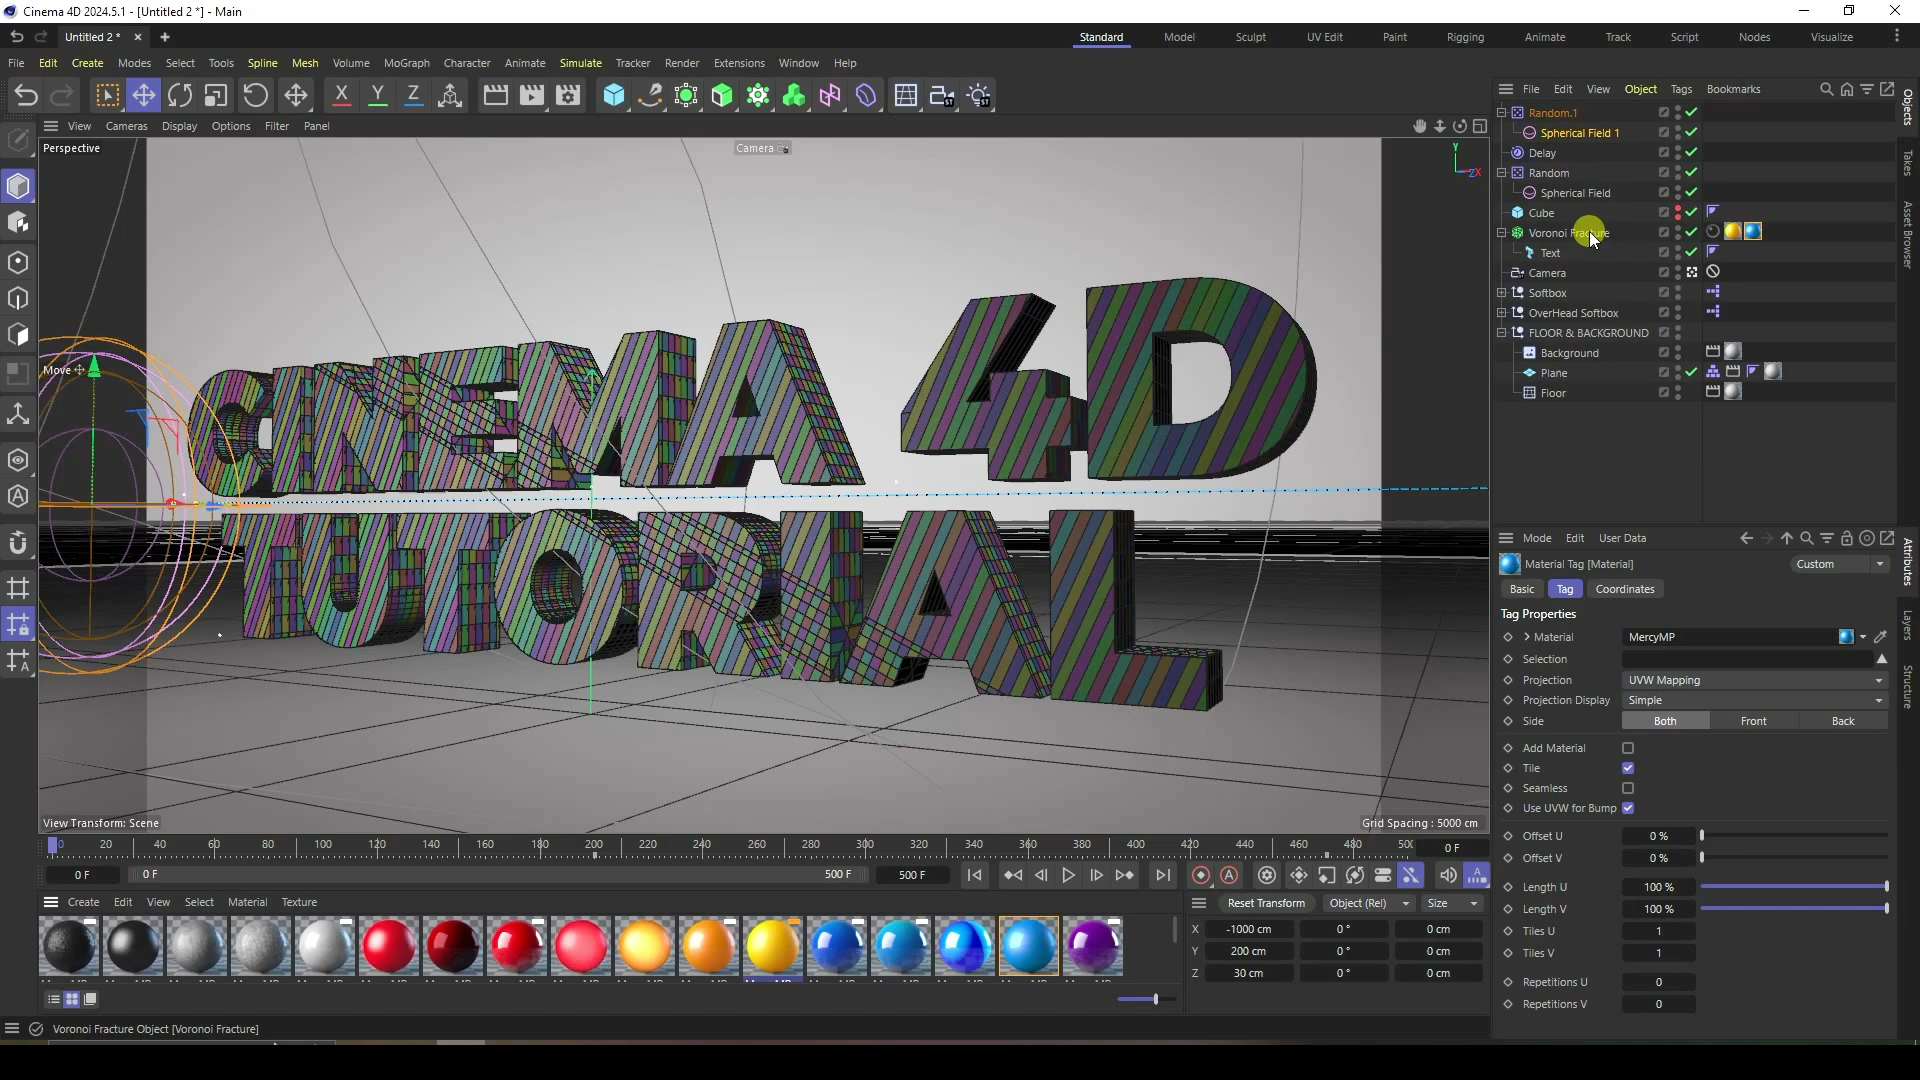 Cinema 4D 2024.5.1 - [Untitled 2 *] - Main
Untitled 2 *
Standard Model Sculpt UV Edit Paint Rigging Animate Track Script Nodes Visualize
File Edit Create Modes Select Tools Spline Mesh Volume MoGraph Character Animate Simulate Tracker Render Extensions Window Help
X Y Z
View Cameras Display Options Filter Panel
Perspective
Camera
Y
X
Z
Move
CINEMA 4D
TUTORIAL
View Transform: Scene
Grid Spacing : 5000 cm
File Edit View Object Tags Bookmarks
Random.1
Spherical Field 1
Delay
Random
Spherical Field
Cube
Voronoi Fracture
Text
Camera
Softbox
OverHead Softbox
FLOOR & BACKGROUND
Background
Plane
Floor
Objects
Takes
Asset Browser
Mode Edit User Data
Material Tag [Material]
Custom
Basic Tag Coordinates
Tag Properties
Material MercyMP
Selection
Projection UVW Mapping
Projection Display Simple
Side Both Front Back
Add Material
Tile
Seamless
Use UVW for Bump
Offset U 0 %
Offset V 0 %
Length U 100 %
Length V 100 %
Tiles U 1
Tiles V 1
Repetitions U 0
Repetitions V 0
Attributes
Layers
Structure
0 20 40 60 80 100 120 140 160 180 200 220 240 260 280 300 320 340 360 380 400 420 440 460 480 500
0 F
0 F 0 F 500 F 500 F
Create Edit View Select Material Texture
Reset Transform Object (Rel) Size
X -1000 cm 0 ° 0 cm
Y 200 cm 0 ° 0 cm
Z 30 cm 0 ° 0 cm
Voronoi Fracture Object [Voronoi Fracture]